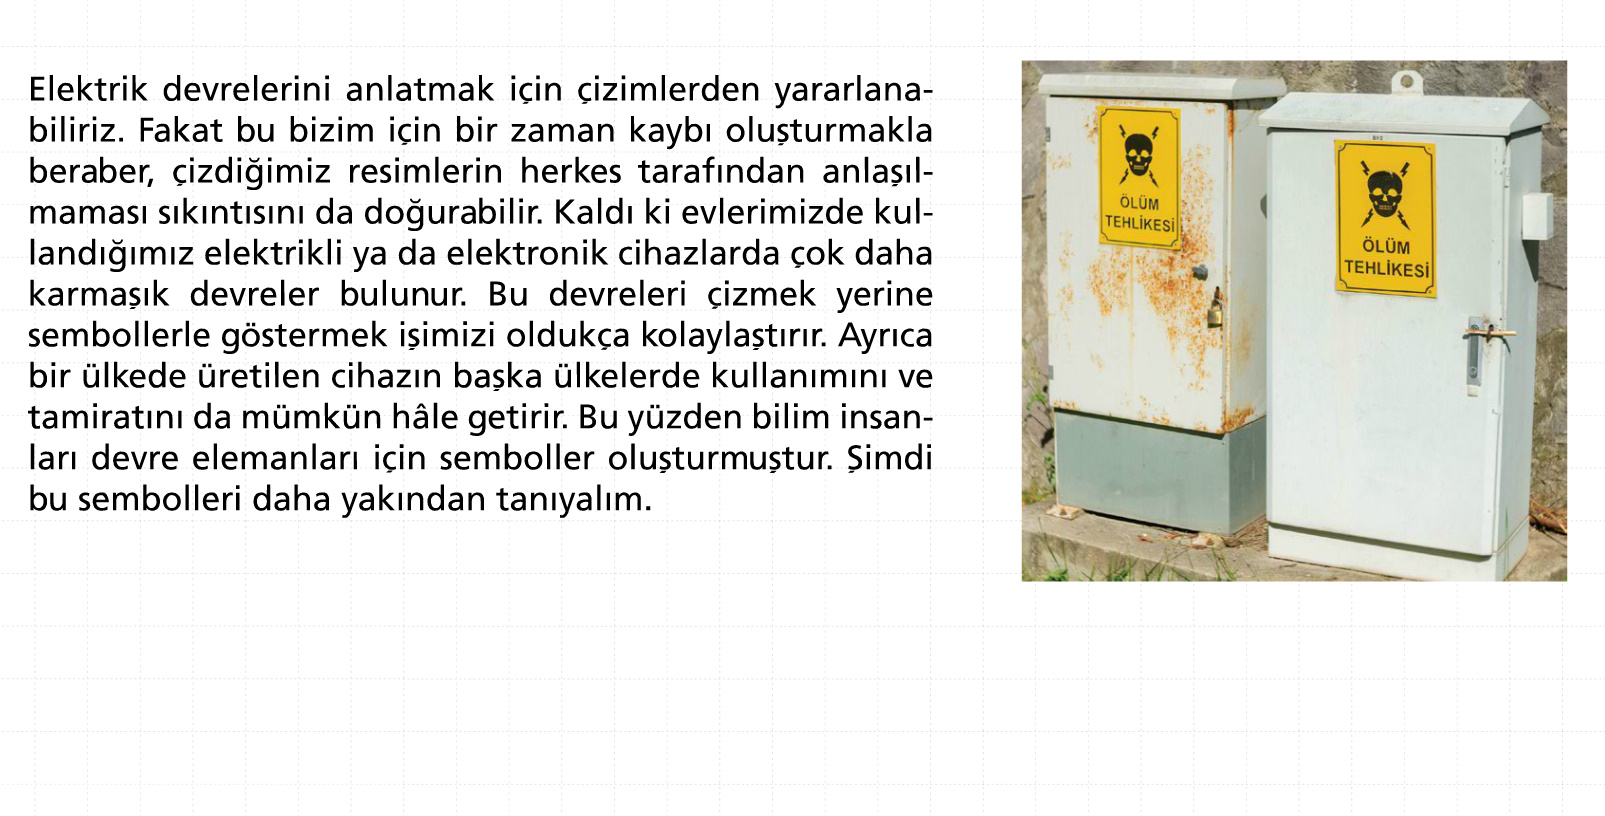 Elektrik devrelerini anlatmak için çizimlerden yararlana-
biliriz. Fakat bu bizim için bir zaman kaybı oluşturmakla
beraber, çizdiğimiz resimlerin herkes tarafından anlaşıl-
maması sıkıntısını da doğurabilir. Kaldı ki evlerimizde kul-
landığımız elektrikli ya da elektronik cihazlarda çok daha
karmaşık devreler bulunur. Bu devreleri çizmek yerine
sembollerle göstermek işimizi oldukça kolaylaştırır. Ayrıca
bir ülkede üretilen cihazın başka ülkelerde kullanımını ve
tamiratını da mümkün hâle getirir. Bu yüzden bilim insan-
ları devre elemanları için semboller oluşturmuştur. Şimdi
bu sembolleri daha yakından tanıyalım.
ÖLÜM
TEHLİKESİ
ÖLÜM
TEHLİKESİ